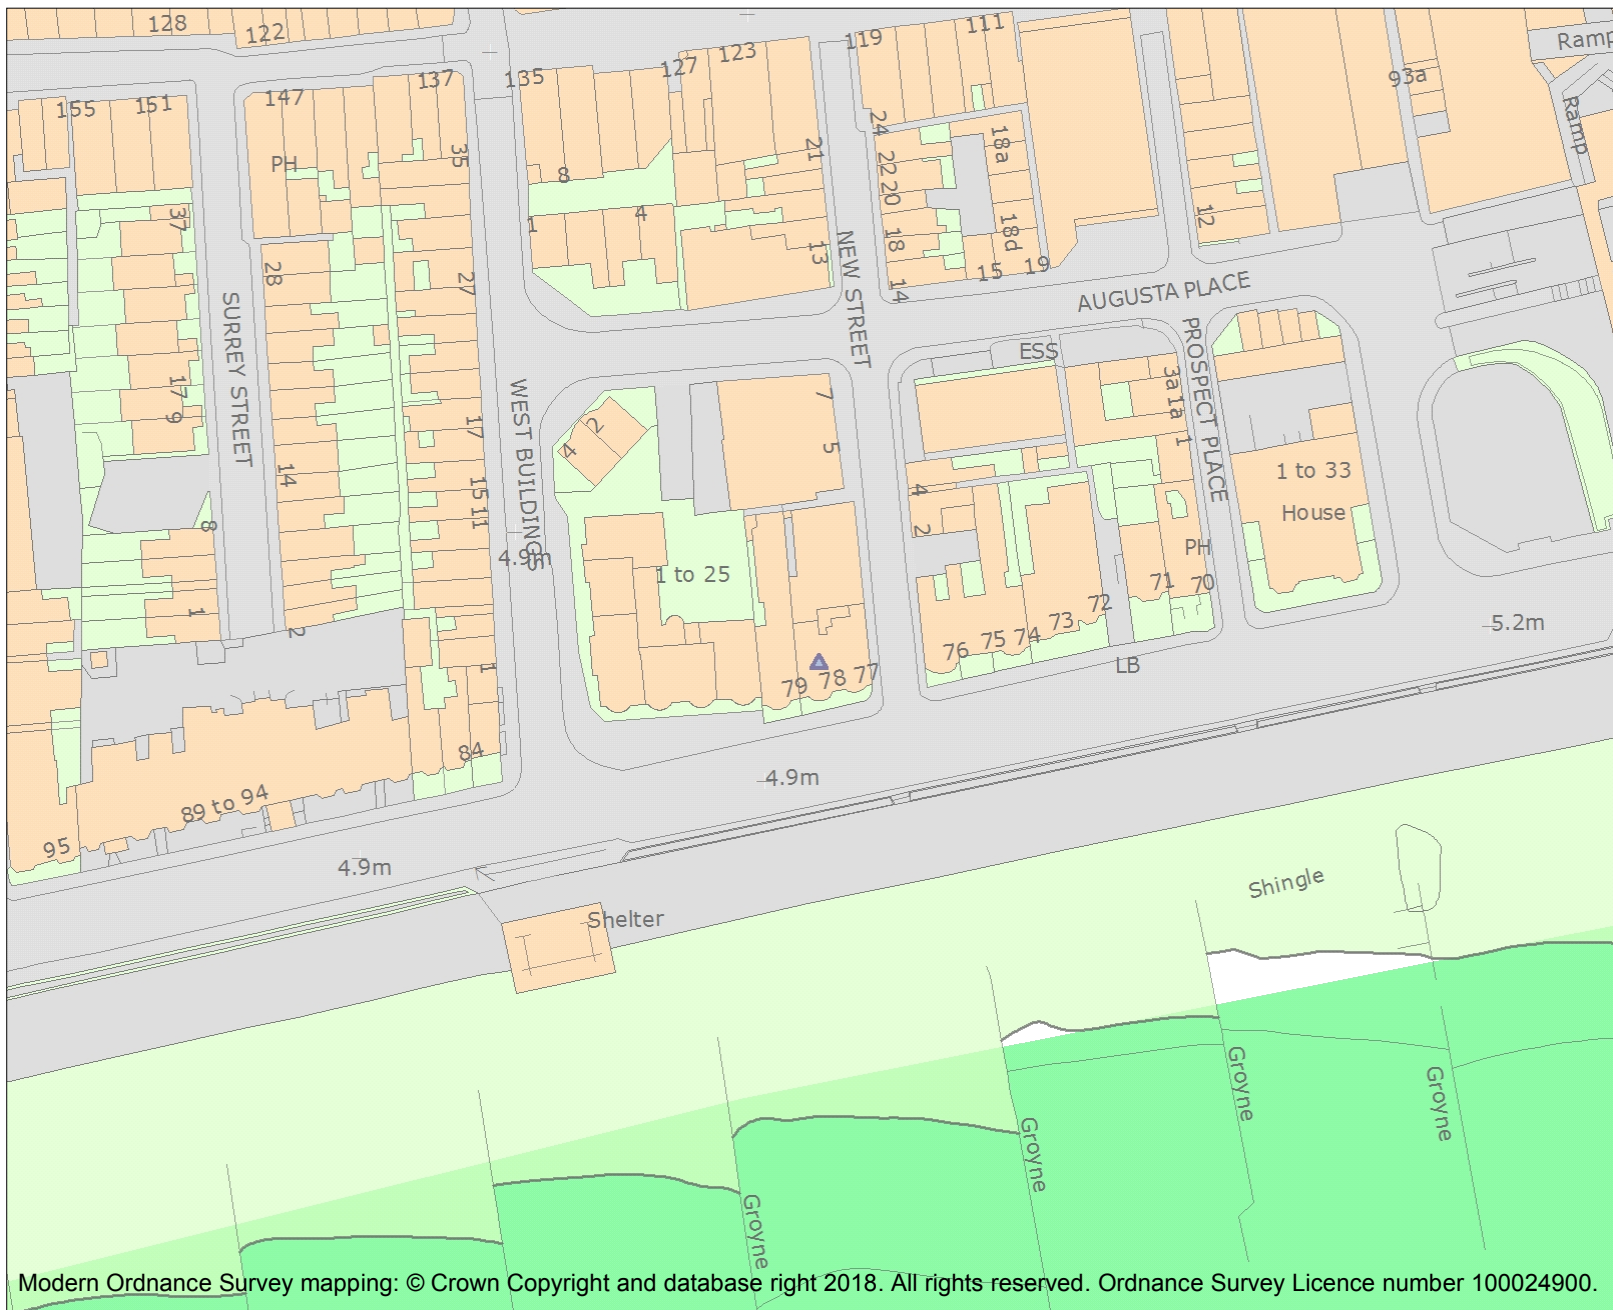 128
122
155
151
147
137
135
127
123
119
111
93a
Ramp
Ramp
PH
35
8
21
24
22
20
18a
18d
18
12
37
1
4
13
14
15
19
28
27
NEW STREET
AUGUSTA PLACE
SURREY STREET
WEST BUILDINGS
PROSPECT PLACE
ESS
17
9
17
7
5
2
4
3a
1a
1
14
15
11
4
2
8
1 to 33
House
PH
4.9m
1 to 25
71
70
72
73
74
75
76
77
78
79
1
2
1
5.2m
LB
84
89 to 94
95
4.9m
4.9m
Shelter
Shingle
Groyne
Groyne
Groyne
Groyne
Modern Ordnance Survey mapping: © Crown Copyright and database right 2018. All rights reserved. Ordnance Survey Licence number 100024900.